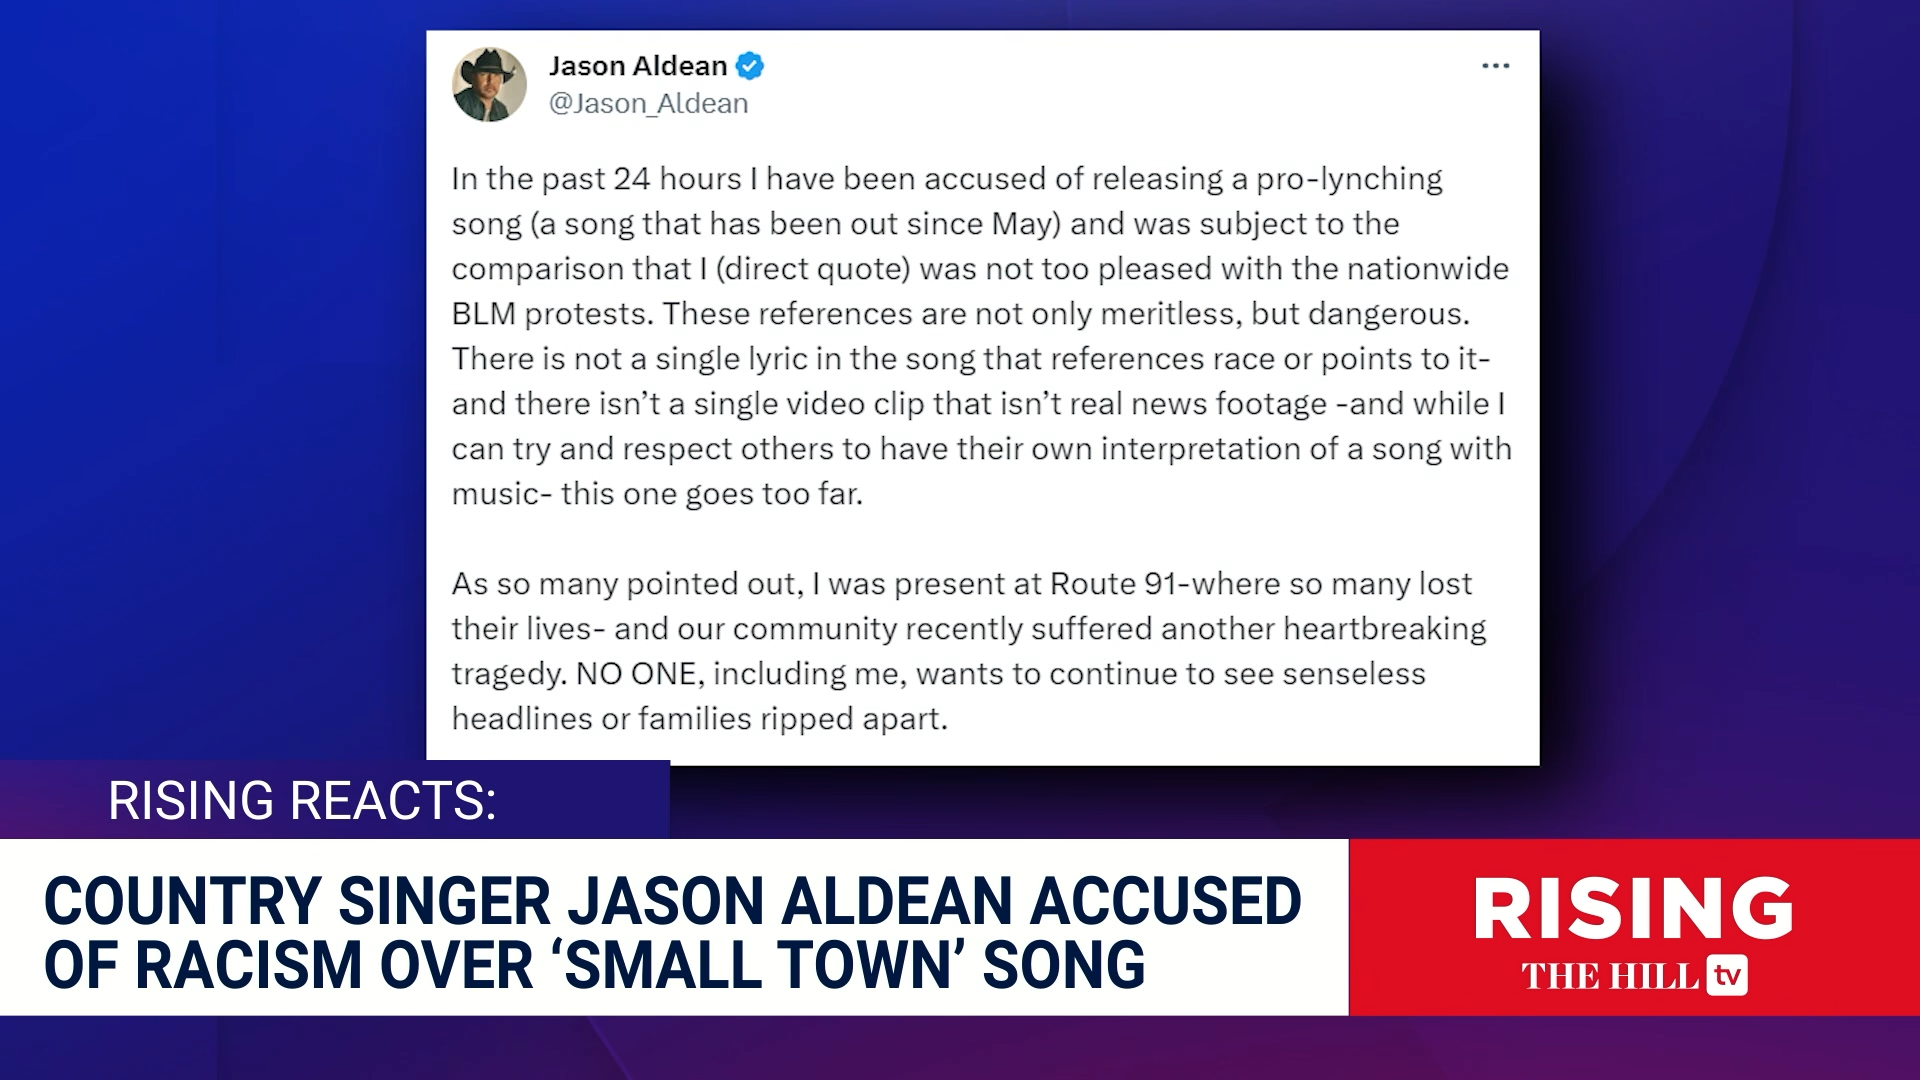 Jason Aldean
@Jason_Aldean
In the past 24 hours I have been accused of releasing a pro-lynching
song (a song that has been out since May) and was subject to the
comparison that I (direct quote) was not too pleased with the nationwide
BLM protests. These references are not only meritless, but dangerous.
There is not a single lyric in the song that references race or points to it-
and there isn’t a single video clip that isn’t real news footage -and while I
can try and respect others to have their own interpretation of a song with
music- this one goes too far.
As so many pointed out, I was present at Route 91-where so many lost
their lives- and our community recently suffered another heartbreaking
tragedy. NO ONE, including me, wants to continue to see senseless
headlines or families ripped apart.
RISING REACTS:
COUNTRY SINGER JASON ALDEAN ACCUSED
OF RACISM OVER ‘SMALL TOWN’ SONG
RISING
THE HILL tv